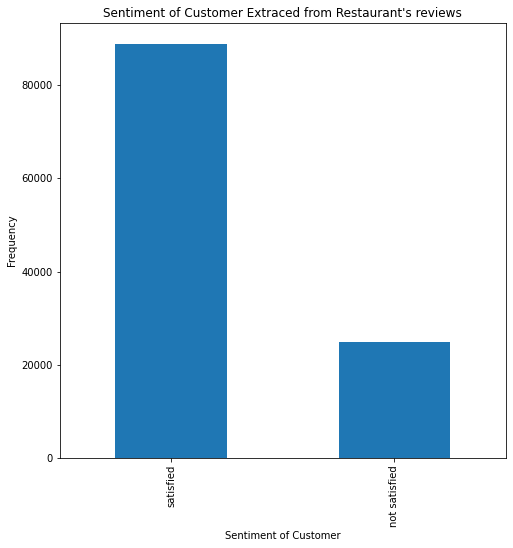 Sentiment of Customer Extraced from Restaurant's reviews
80000
60000
40000
20000
0
Frequency
satisfied
not satisfied
Sentiment of Customer